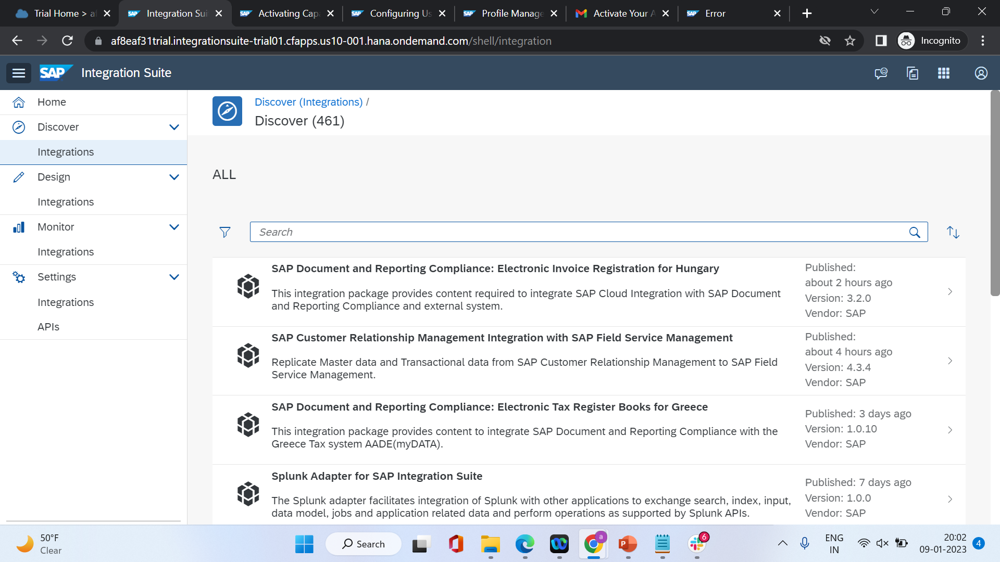 Trial Home > a
Integration Sui
Activating Cap
Configuring Us
Profile Manage
Activate Your A
Error
af8eaf31trial.integrationsuite-trial01.cfapps.us10-001.hana.ondemand.com/shell/integration
Incognito
SAP
Integration Suite
Home
Discover
Integrations
Design
Integrations
Monitor
Integrations
Settings
Integrations
APIs
Discover (Integrations) /
Discover (461)
ALL
Search
SAP Document and Reporting Compliance: Electronic Invoice Registration for Hungary
This integration package provides content required to integrate SAP Cloud Integration with SAP Document
and Reporting Compliance and external system.
Published:
about 2 hours ago
Version: 3.2.0
Vendor: SAP
SAP Customer Relationship Management Integration with SAP Field Service Management
Replicate Master data and Transactional data from SAP Customer Relationship Management to SAP Field
Service Management.
Published:
about 4 hours ago
Version: 4.3.4
Vendor: SAP
SAP Document and Reporting Compliance: Electronic Tax Register Books for Greece
This integration package provides content to integrate SAP Document and Reporting Compliance with the
Greece Tax system AADE(myDATA).
Published: 3 days ago
Version: 1.0.10
Vendor: SAP
Splunk Adapter for SAP Integration Suite
The Splunk adapter facilitates integration of Splunk with other applications to exchange search, index, input,
data model, jobs and application related data and perform operations as supported by Splunk APIs.
Published: 7 days ago
Version: 1.0.0
Vendor: SAP
50°F
Clear
Search
a
P
6
ENG
IN
20:02
09-01-2023
4